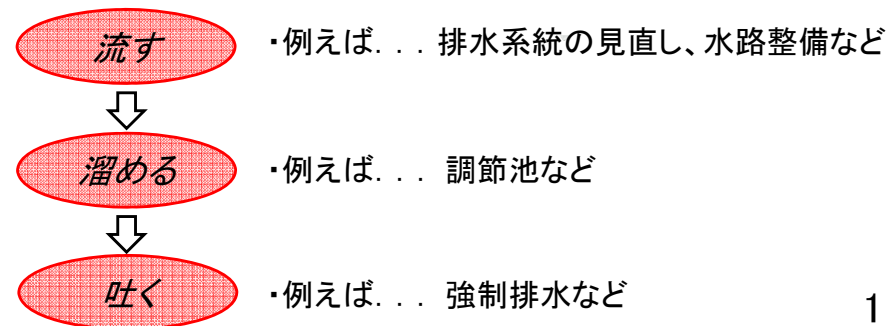 流す ・例えば．．．排水系統の見直し、水路整備など
溜める ・例えば．．． 調節池など
吐く ・例えば．．． 強制排水など
1